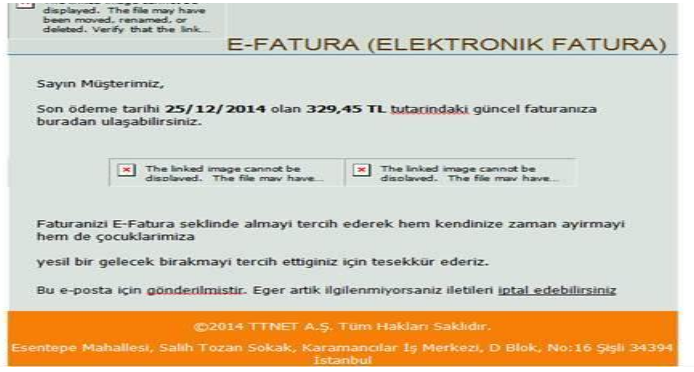 displayed. The file may have
been moved, renamed, or
deleted. Verify that the link...
E-FATURA (ELEKTRONIK FATURA)
Sayın Müşterimiz,
Son ödeme tarihi 25/12/2014 olan 329,45 TL tutarindaki güncel faturanıza
buradan ulaşabilirsiniz.
The linked image cannot be
displayed. The file may have...
The linked image cannot be
displayed. The file may have...
Faturanizi E-Fatura seklinde almayi tercih ederek hem kendinize zaman ayirmayi
hem de çocuklarimiza
yesil bir gelecek birakmayi tercih ettiginiz için tesekkür ederiz.
Bu e-posta için gönderilmistir. Eger artik ilgilenmiyorsaniz iletileri iptal edebilirsiniz
©2014 TTNET A.Ş. Tüm Hakları Saklıdır.
Esentepe Mahallesi, Salih Tozan Sokak, Karamancılar İş Merkezi, D Blok, No:16 Şişli 34394
İstanbul